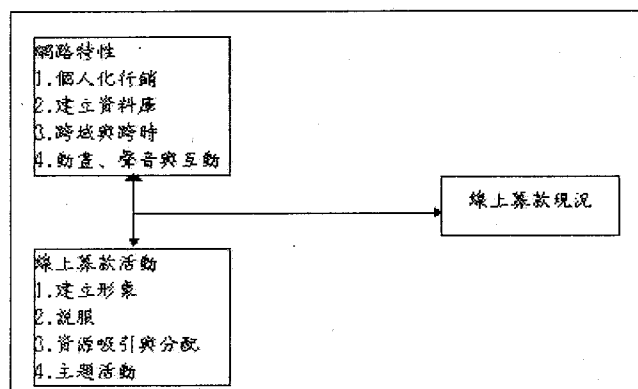 網路特性
1.個人化行銷
2.建立資料庫
3.跨域與跨時
4.動畫、聲音與互動
線上募款現況
線上募款活動
1.建立形象
2.說服
3.資源吸引與分配
4.主題活動